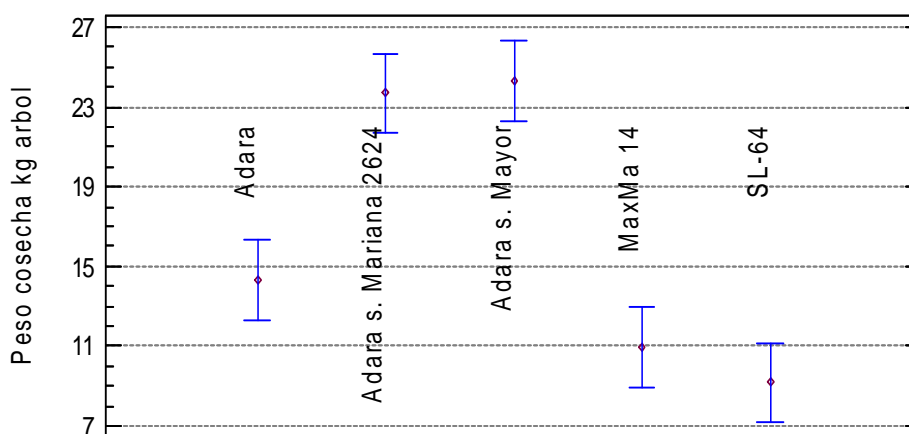 Peso cosecha kg arbol
27
23
19
15
11
7
Adara
Adara s. Mariana 2624
Adara s. Mayor
MaxMa 14
SL-64